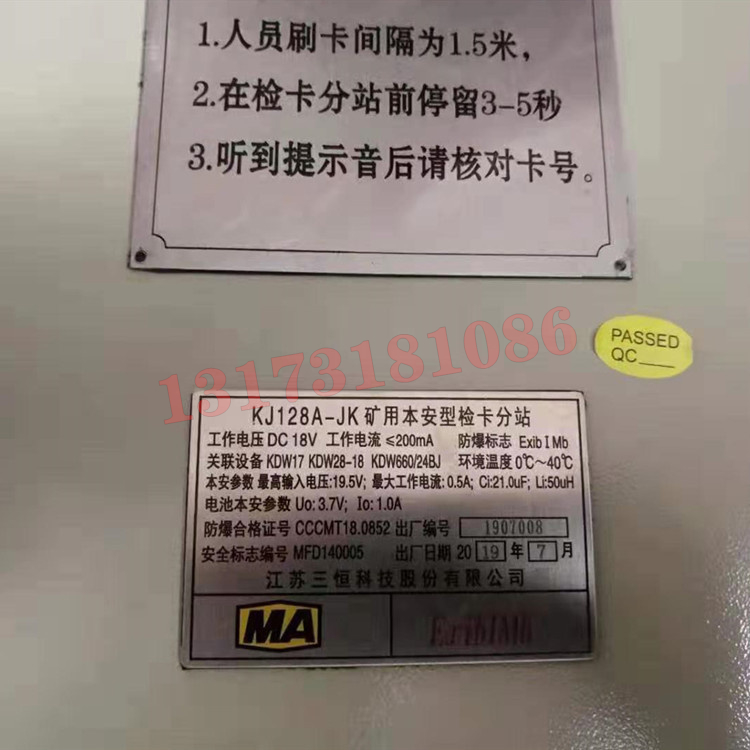 1.人员刷卡间隔为1.5米，
2.在检卡分站前停留3-5秒
3.听到提示音后请核对卡号。
PASSED
QC
13173181086
KJ128A-JK 矿用本安型检卡分站
工作电压 DC 18V 工作电流 ≤200mA 防爆标志 Exib I Mb
关联设备 KDW17 KDW28-18 KDW660/24BJ 环境温度 0℃~40℃
本安参数 最高输入电压:19.5V; 最大工作电流: 0.5A; Ci:21.0uF; Li:50uH
电池本安参数 Uo: 3.7V; Io: 1.0A
防爆合格证号 CCCMT18.0852 出厂编号 1907008
安全标志编号 MFD140005 出厂日期 2019年7月
江苏三恒科技股份有限公司
MA ExibIMb